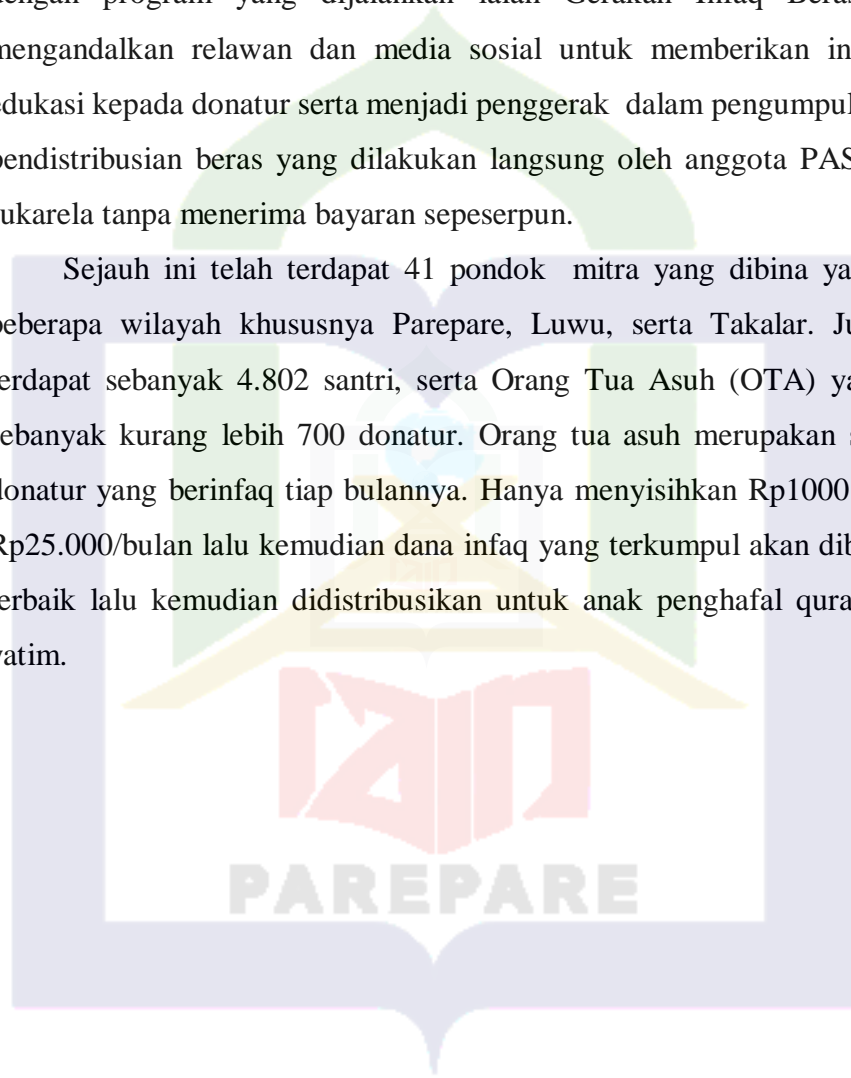 dengan program yang dijalankan ialah Gerakan Infaq Beras
mengandalkan relawan dan media sosial untuk memberikan in
edukasi kepada donatur serta menjadi penggerak dalam pengumpul
pendistribusian beras yang dilakukan langsung oleh anggota PAS
sukarela tanpa menerima bayaran sepeserpun.
Sejauh ini telah terdapat 41 pondok mitra yang dibina ya
beberapa wilayah khususnya Parepare, Luwu, serta Takalar. Ju
terdapat sebanyak 4.802 santri, serta Orang Tua Asuh (OTA) ya
sebanyak kurang lebih 700 donatur. Orang tua asuh merupakan s
donatur yang berinfaq tiap bulannya. Hanya menyisihkan Rp1000
Rp25.000/bulan lalu kemudian dana infaq yang terkumpul akan dib
terbaik lalu kemudian didistribusikan untuk anak penghafal qura
yatim.
PAREPARE